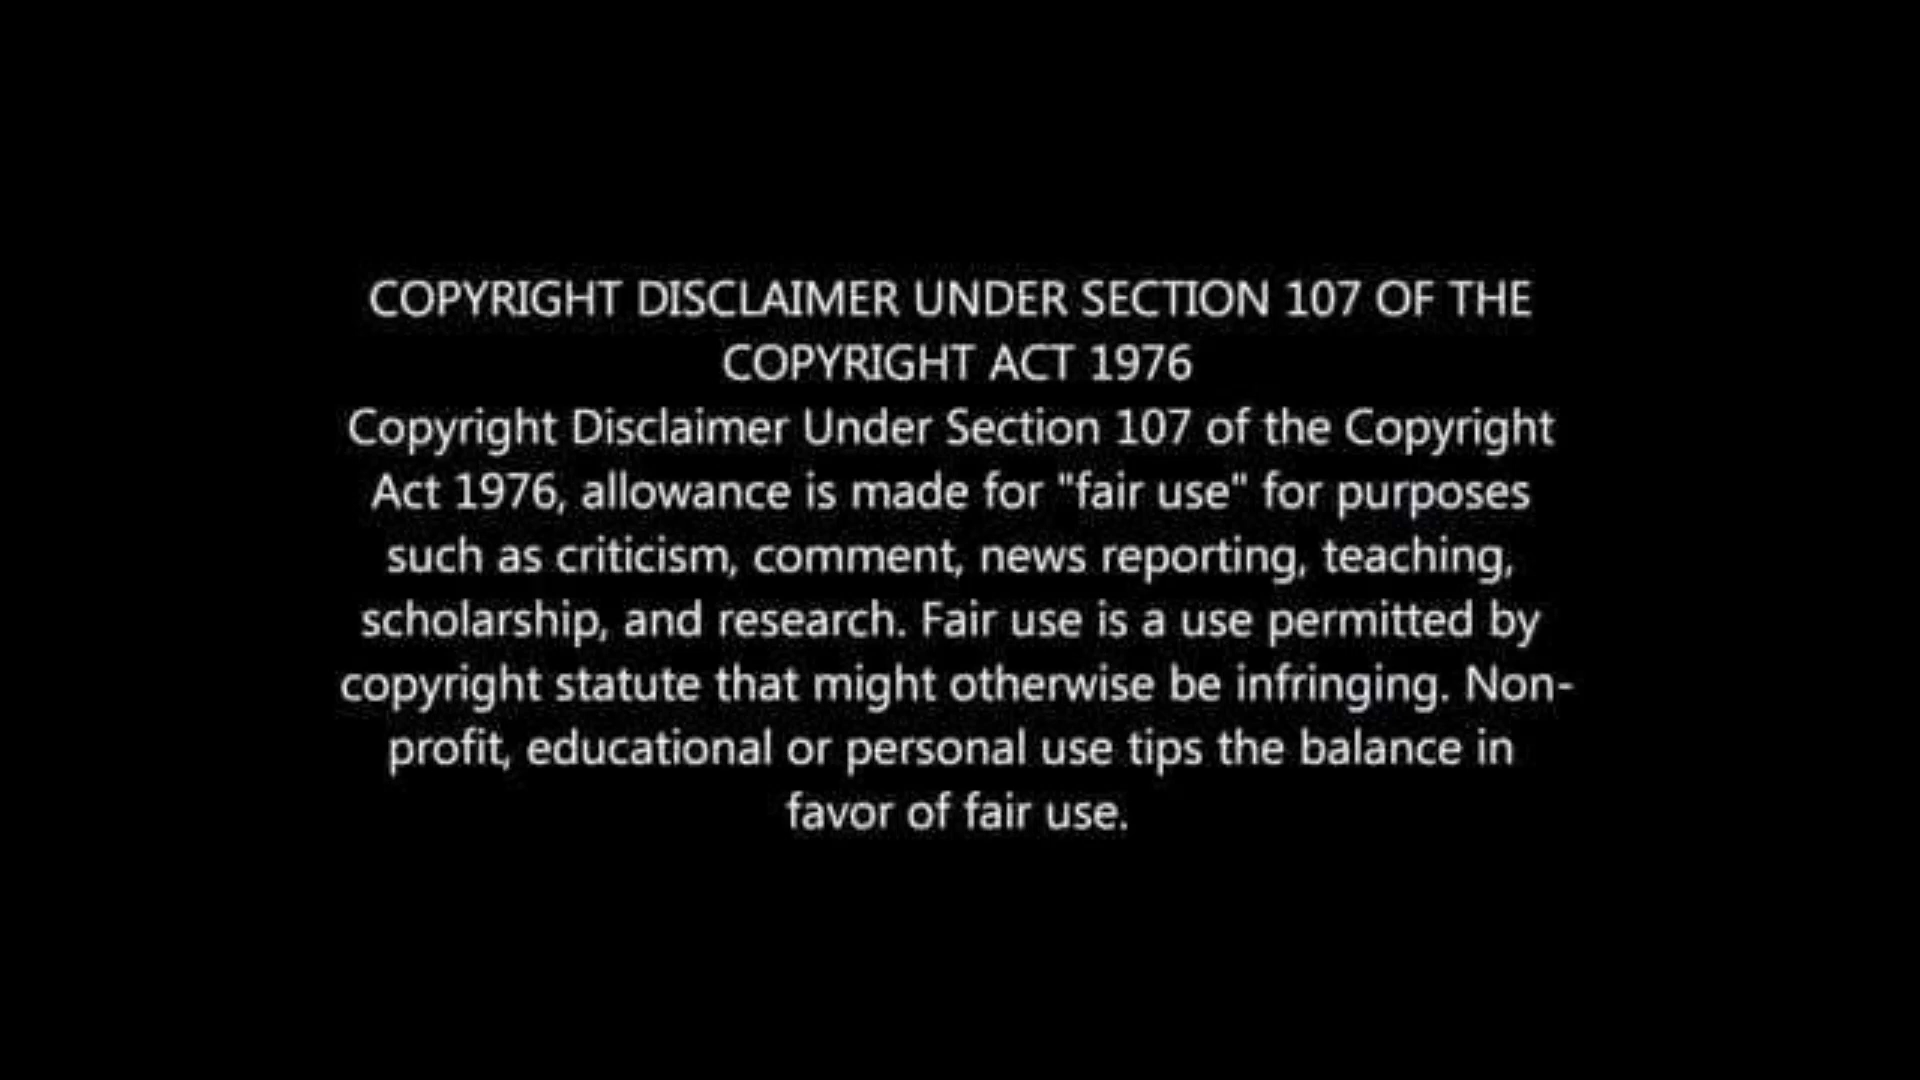 COPYRIGHT DISCLAIMER UNDER SECTION 107 OF THE
COPYRIGHT ACT 1976
Copyright Disclaimer Under Section 107 of the Copyright
Act 1976, allowance is made for "fair use" for purposes
such as criticism, comment, news reporting, teaching,
scholarship, and research. Fair use is a use permitted by
copyright statute that might otherwise be infringing. Non-
profit, educational or personal use tips the balance in
favor of fair use.